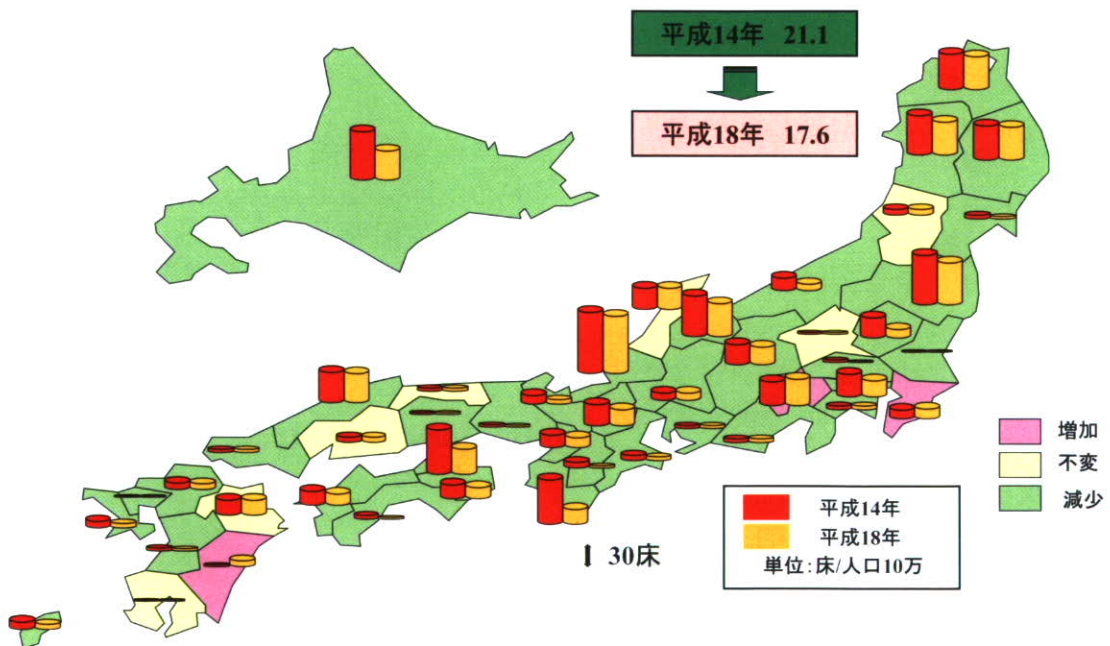 平成14年 21.1
平成18年 17.6
増加
不変
減少
平成14年
平成18年
単位:床/人口10万
30床